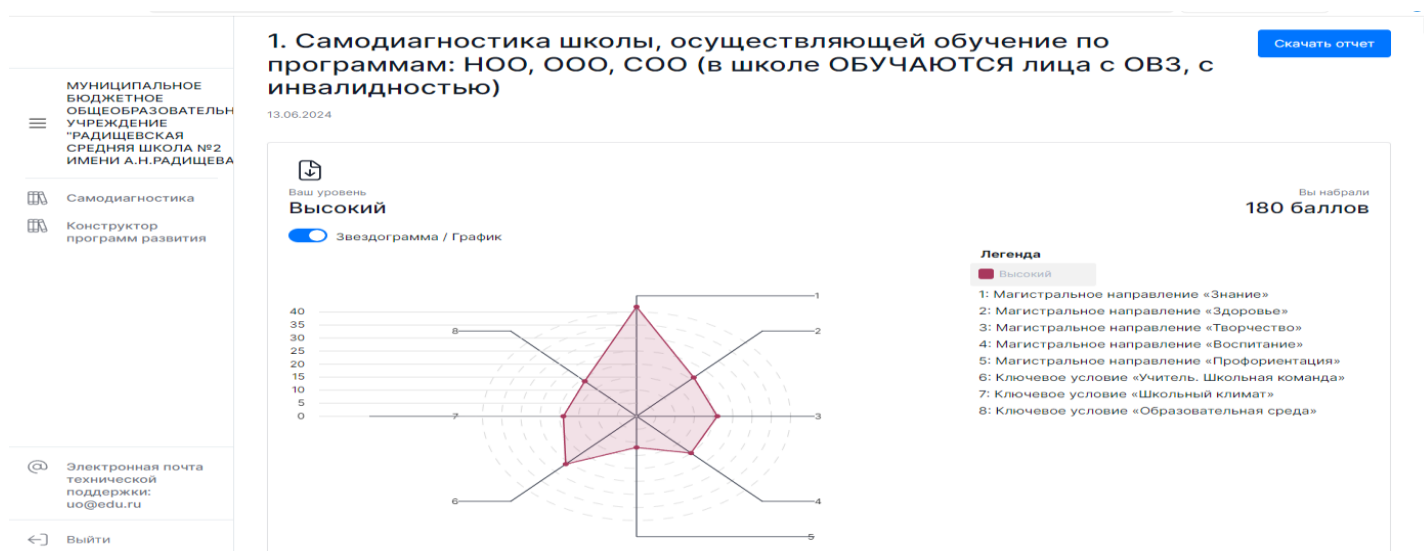 1. Самодиагностика школы, осуществляющей обучение по
программам: НОО, ООО, СОО (в школе ОБУЧАЮТСЯ лица с ОВЗ, с
инвалидностью)
13.06.2024
Скачать отчет
МУНИЦИПАЛЬНОЕ
БЮДЖЕТНОЕ
ОБЩЕОБРАЗОВАТЕЛЬН
УЧРЕЖДЕНИЕ
"РАДИЩЕВСКАЯ
СРЕДНЯЯ ШКОЛА №2
ИМЕНИ А.Н.РАДИЩЕВА
Самодиагностика
Конструктор
программ развития
Электронная почта
технической
поддержки:
uo@edu.ru
Выйти
Ваш уровень
Высокий
Вы набрали
180 баллов
Звездограмма / График
40
35
30
25
20
15
10
5
0
1
2
3
4
5
6
7
8
Легенда
Высокий
1: Магистральное направление «Знание»
2: Магистральное направление «Здоровье»
3: Магистральное направление «Творчество»
4: Магистральное направление «Воспитание»
5: Магистральное направление «Профориентация»
6: Ключевое условие «Учитель. Школьная команда»
7: Ключевое условие «Школьный климат»
8: Ключевое условие «Образовательная среда»